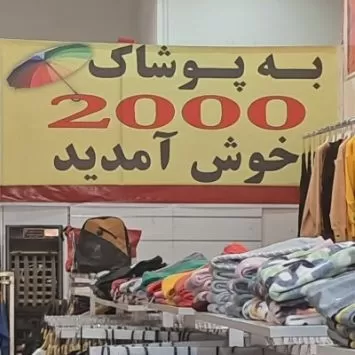 به پوشاک
2000
خوش آمدید